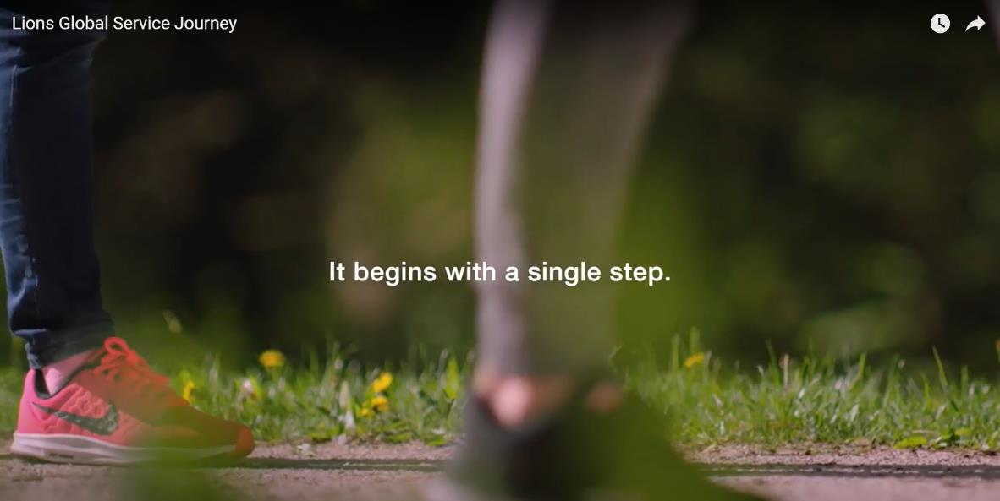 Lions Global Service Journey
It begins with a single step.